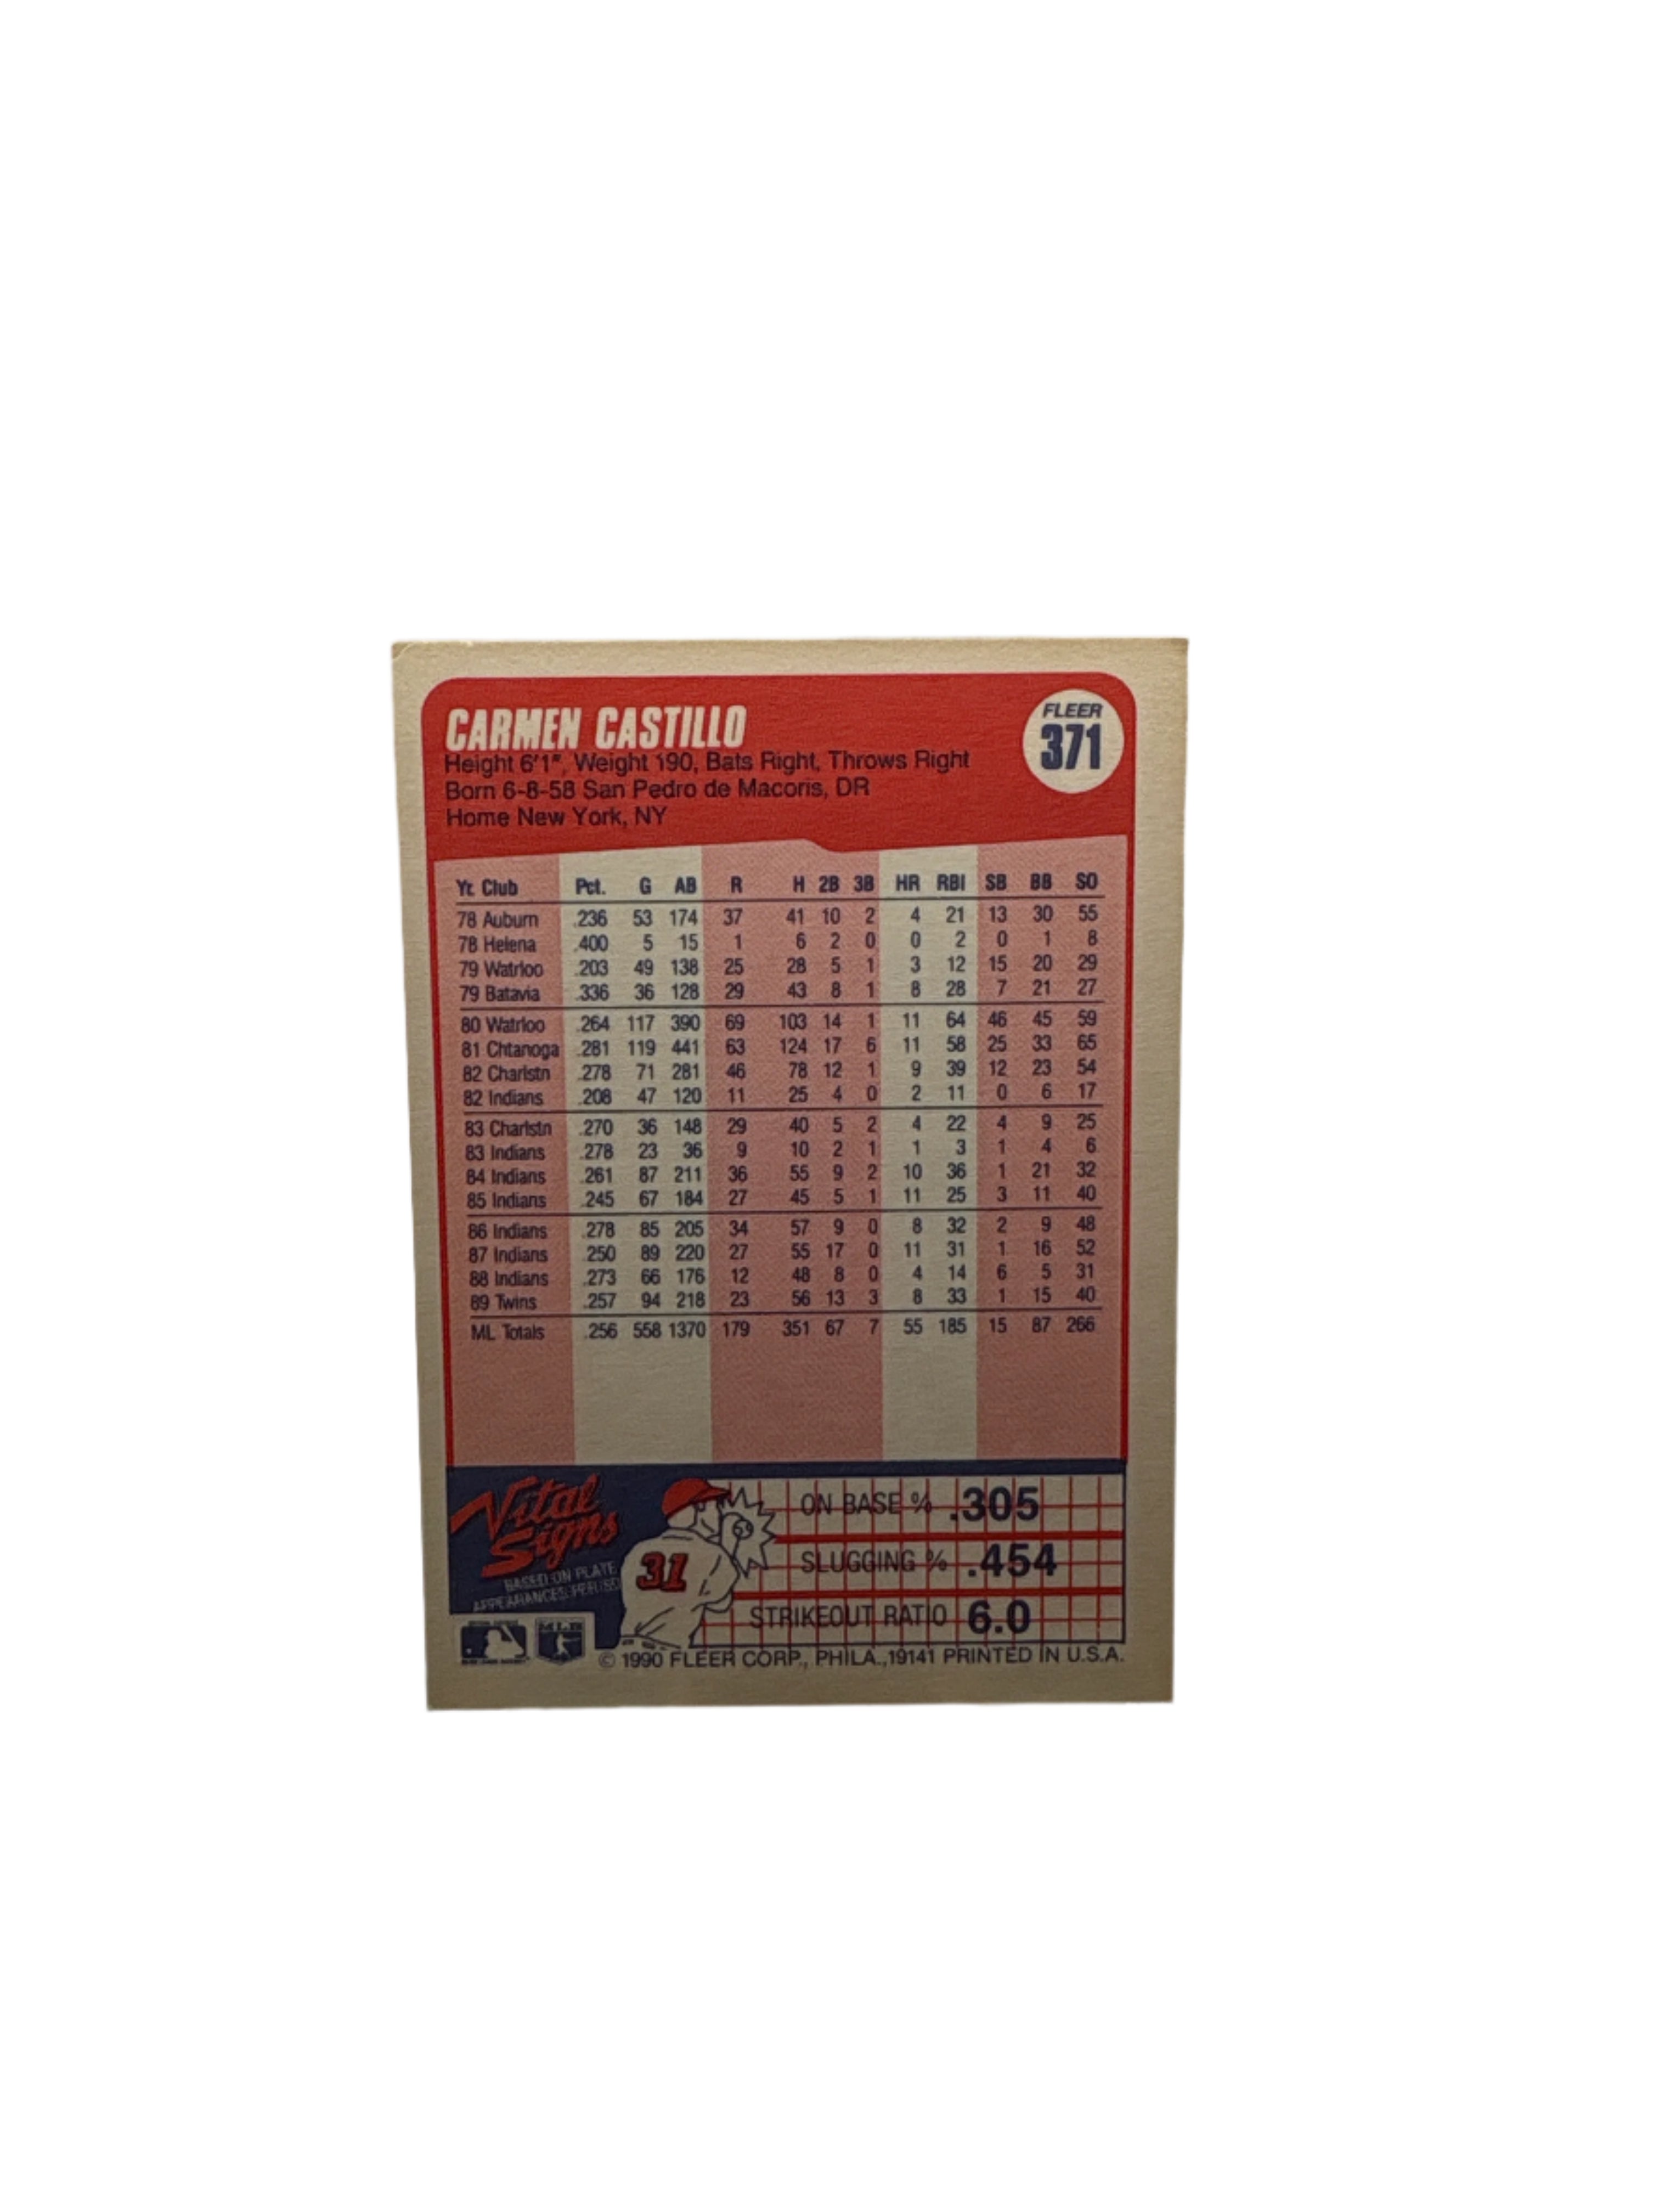 CARMEN CASTILLO
FLEER
371
Height 6'1", Weight 190, Bats Right, Throws Right
Born 6-8-58 San Pedro de Macoris, DR
Home New York, NY
Yr. Club Pct. G AB R H 2B 3B HR RBI SB BB SO
78 Auburn .236 53 174 37 41 10 2 4 21 13 30 55
78 Helena .400 5 15 1 6 2 0 0 2 0 1 8
79 Watrloo .203 49 138 25 28 5 1 3 12 15 20 29
79 Batavia .336 36 128 29 43 8 1 8 28 7 21 27
80 Watrloo .264 117 390 69 103 14 1 11 64 46 45 59
81 Chtanoga .281 119 441 63 124 17 6 11 58 25 33 65
82 Charlstn .278 71 281 46 78 12 1 9 39 12 23 54
82 Indians .208 47 120 11 25 4 0 2 11 0 6 17
83 Charlstn .270 36 148 29 40 5 2 4 22 4 9 25
83 Indians .278 23 36 9 10 2 1 1 3 1 4 6
84 Indians .261 87 211 36 55 9 2 10 36 1 21 32
85 Indians .245 67 184 27 45 5 1 11 25 3 11 40
86 Indians .278 85 205 34 57 9 0 8 32 2 9 48
87 Indians .250 89 220 27 55 17 0 11 31 1 16 52
88 Indians .273 66 176 12 48 8 0 4 14 6 5 31
89 Twins .257 94 218 23 56 13 3 8 33 1 15 40
ML Totals .256 558 1370 179 351 67 7 55 185 15 87 266
Vital
Signs
BASED ON PLATE
APPEARANCES PER SO
31
ON BASE % .305
SLUGGING % .454
STRIKEOUT RATIO 6.0
© 1990 FLEER CORP., PHILA.,19141 PRINTED IN U.S.A.